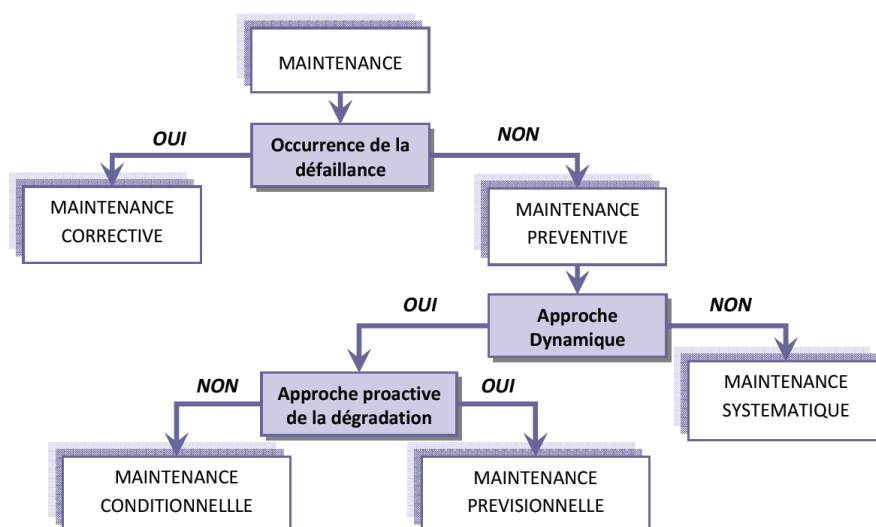 MAINTENANCE
OUI
NON
Occurrence de la
défaillance
MAINTENANCE
CORRECTIVE
MAINTENANCE
PREVENTIVE
OUI
NON
Approche
Dynamique
NON
OUI
Approche proactive
de la dégradation
MAINTENANCE
SYSTEMATIQUE
MAINTENANCE
CONDITIONNELLLE
MAINTENANCE
PREVISIONNELLE